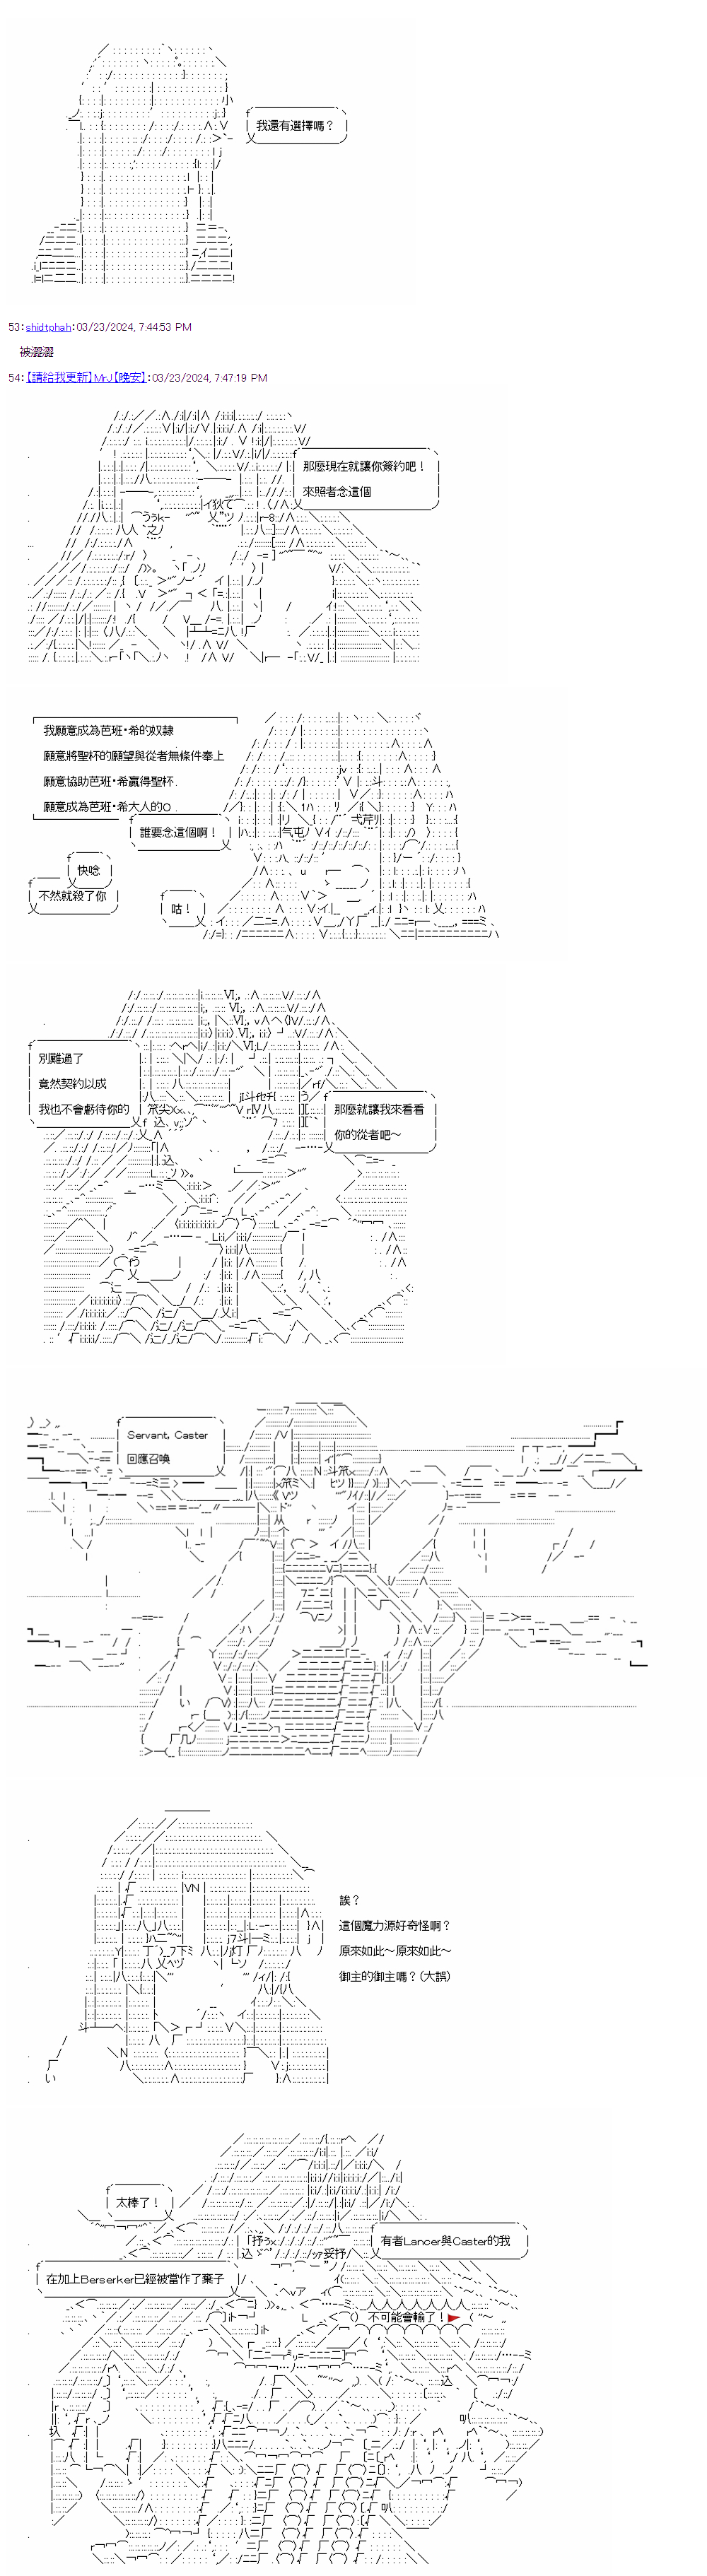 我還有選擇嗎？
53：shidtphah：03/23/2024, 7:44:53 PM
被澀澀
54：【請給我更新】MrJ【晚安】：03/23/2024, 7:47:19 PM
那麼現在就讓你簽約吧！
來照者念這個
我願意成為芭班・希的奴隸
願意將聖杯的願望與從者無條件奉上
願意協助芭班・希贏得聖杯．
願意成為芭班・希大人的○．
誰要念這個啊！
快唸
不然就殺了你
咕！
別難過了
竟然契約以成
我也不會虧待你的
那麼就讓我來看看
你的從者吧～
Servant, Caster
回應召喚
誒？
這個魔力源好奇怪啊？
原來如此～原來如此～
御主的御主嗎？（大誤）
太棒了！
有者Lancer與Caster的我
在加上Berserker已經被當作了棄子
不可能會輸了！